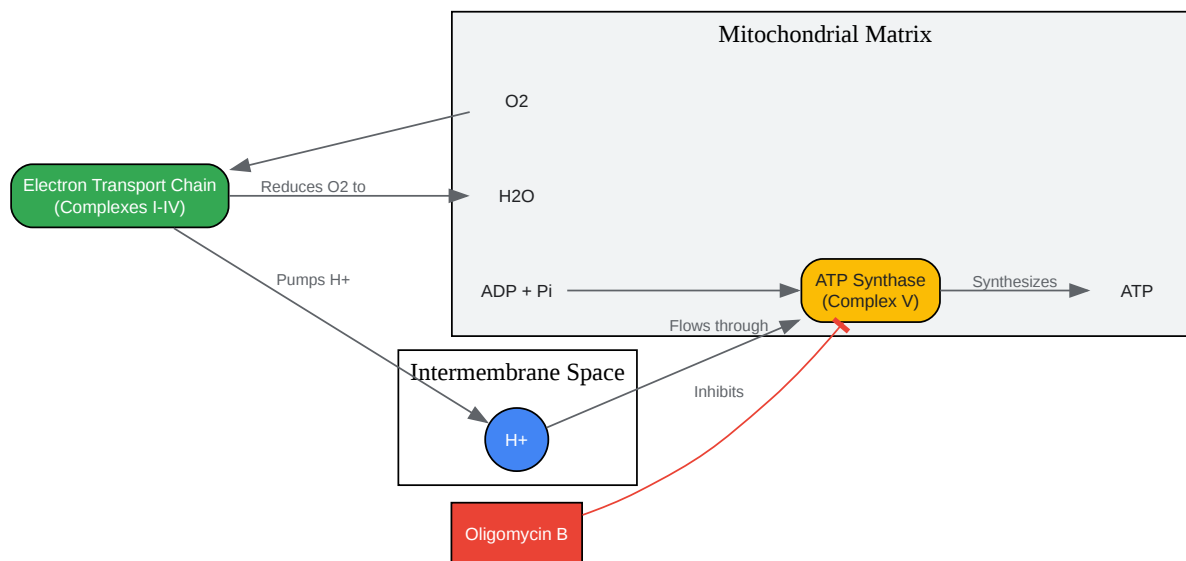 Mitochondrial Matrix
O2
Electron Transport Chain
(Complexes I-IV)
Reduces O2 to
H2O
Pumps H+
ADP + Pi
ATP Synthase
(Complex V)
Synthesizes
ATP
Flows through
Intermembrane Space
Inhibits
H+
Oligomycin B